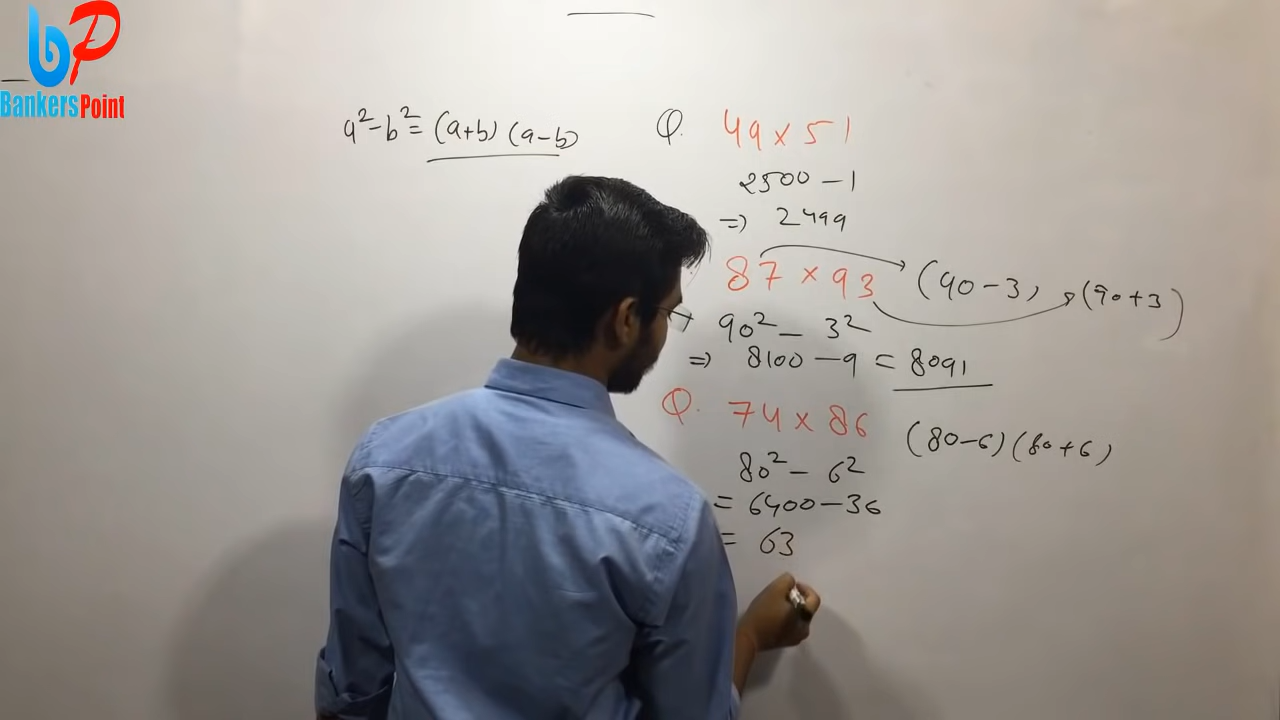 BankersPoint
a²-b² = (a+b) (a-b)
Q. 49 x 51
2500 - 1
=> 2499
87 x 93 (90-3) (90+3)
90² - 3²
=> 8100 - 9 = 8091
Q. 74 x 86 (80-6) (80+6)
80² - 6²
= 6400 - 36
= 63